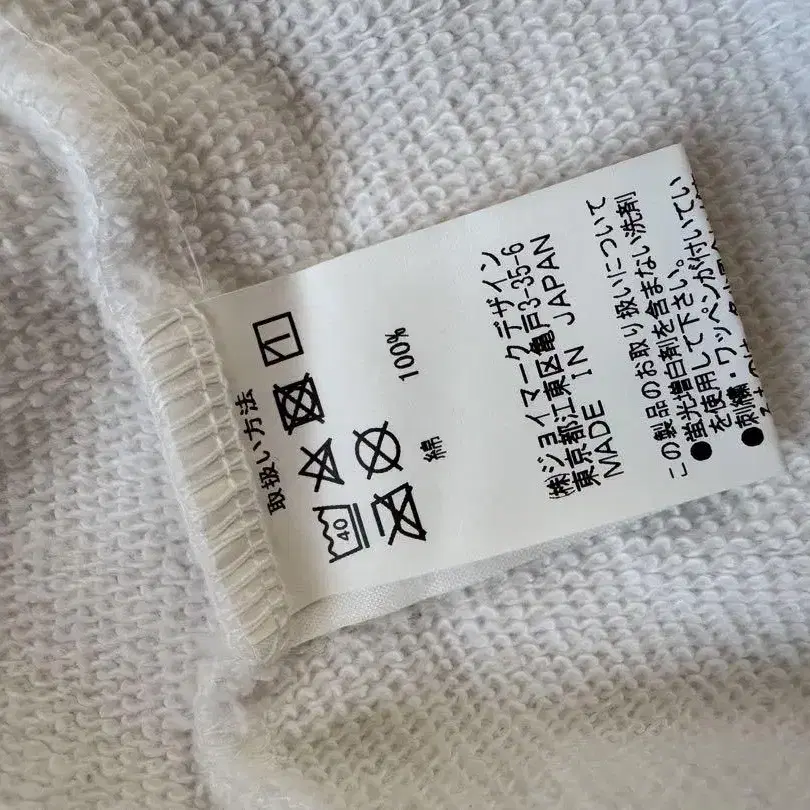 取扱い方法
40
綿 100%
㈱ジョイマークデザイン
東京都江東区亀戸3-35-6
MADE IN JAPAN
この製品のお取り扱いについて
●蛍光増白剤を含まない洗剤
を使用して下さい。
●刺繍・ワッペンが付いてい